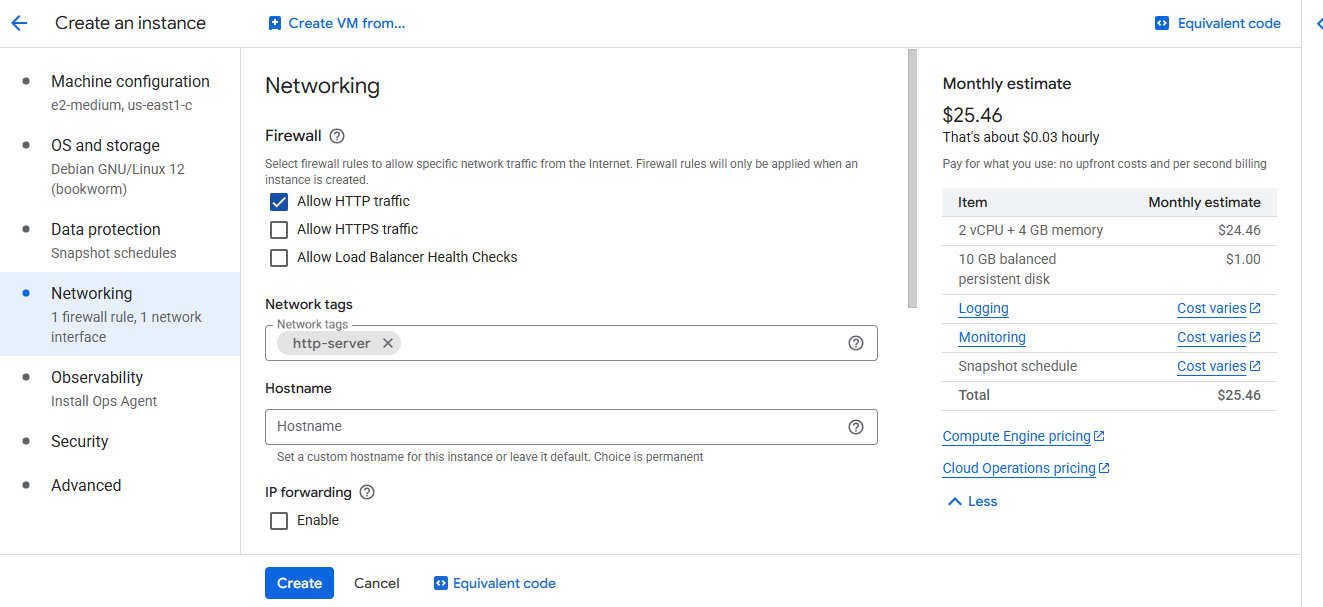 Create an instance
Create VM from...
Equivalent code
Machine configuration
e2-medium, us-east1-c
OS and storage
Debian GNU/Linux 12
(bookworm)
Data protection
Snapshot schedules
Networking
1 firewall rule, 1 network
interface
Observability
Install Ops Agent
Security
Advanced
Networking
Firewall
Select firewall rules to allow specific network traffic from the Internet. Firewall rules will only be applied when an
instance is created.
Allow HTTP traffic
Allow HTTPS traffic
Allow Load Balancer Health Checks
Network tags
Network tags
http-server
Hostname
Hostname
Set a custom hostname for this instance or leave it default. Choice is permanent
IP forwarding
Enable
Create
Cancel
Equivalent code
Monthly estimate
$25.46
That's about $0.03 hourly
Pay for what you use: no upfront costs and per second billing
Item Monthly estimate
2 vCPU + 4 GB memory $24.46
10 GB balanced $1.00
persistent disk
Logging Cost varies
Monitoring Cost varies
Snapshot schedule Cost varies
Total $25.46
Compute Engine pricing
Cloud Operations pricing
Less